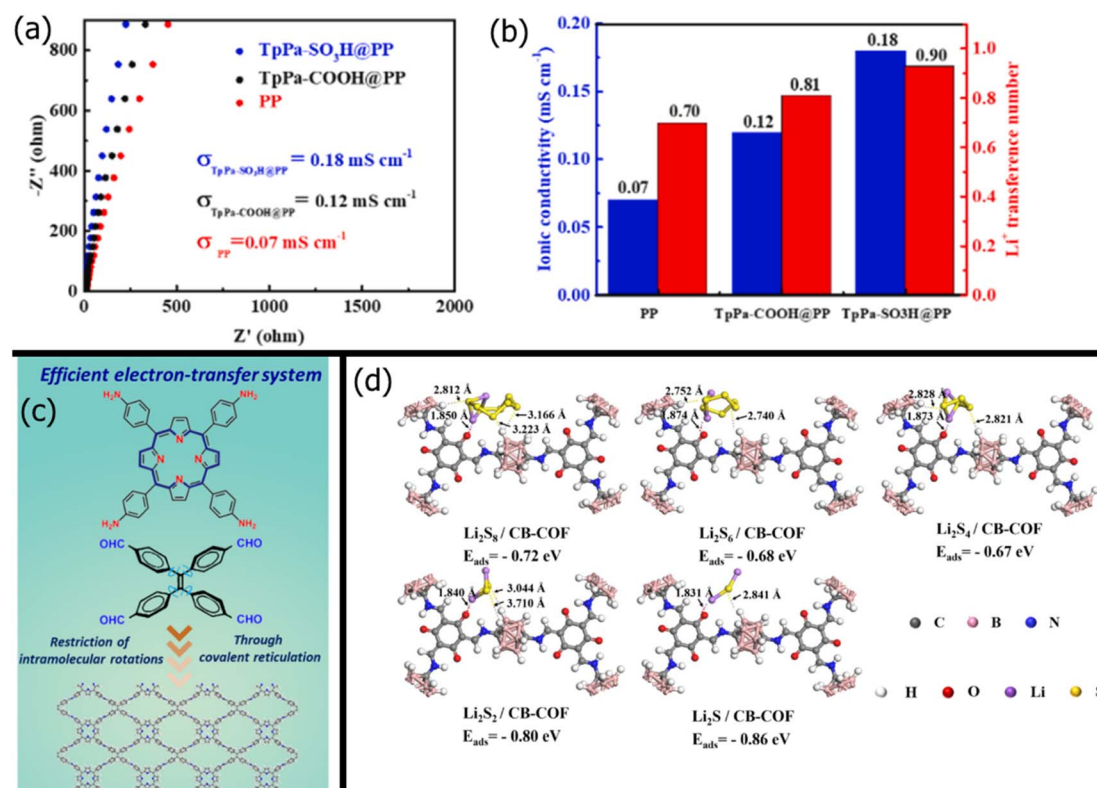 (a)
800
600
400
200
0
-Z" (ohm)
TpPa-SO₃H@PP
TpPa-COOH@PP
PP
σ TpPa-SO₃H@PP = 0.18 mS cm⁻¹
σ TpPa-COOH@PP = 0.12 mS cm⁻¹
σ PP =0.07 mS cm⁻¹
0 500 1000 1500 2000
Z' (ohm)
(b)
Ionic conductivity (mS cm⁻¹)
0.20
0.15
0.10
0.05
0.00
0.07
0.70
0.12
0.81
0.18
0.90
1.0
0.8
0.6
0.4
0.2
0.0
Li⁺ transference number
PP TpPa-COOH@PP TpPa-SO3H@PP
Efficient electron-transfer system
(c)
NH₂ NH₂
N
N N
N
NH₂ NH₂
OHC CHO
OHC CHO
Restriction of
intramolecular rotations
Through
covalent reticulation
(d)
2.812 Å
1.850 Å
3.166 Å
3.223 Å
Li₂S₈ / CB-COF
E ads = - 0.72 eV
2.752 Å
1.874 Å
2.740 Å
Li₂S₆ / CB-COF
E ads = - 0.68 eV
2.828 Å
1.873 Å
2.821 Å
Li₂S₄ / CB-COF
E ads = - 0.67 eV
1.840 Å
3.044 Å
3.710 Å
Li₂S₂ / CB-COF
E ads = - 0.80 eV
1.831 Å
2.841 Å
Li₂S / CB-COF
E ads = - 0.86 eV
C B N
H O Li S